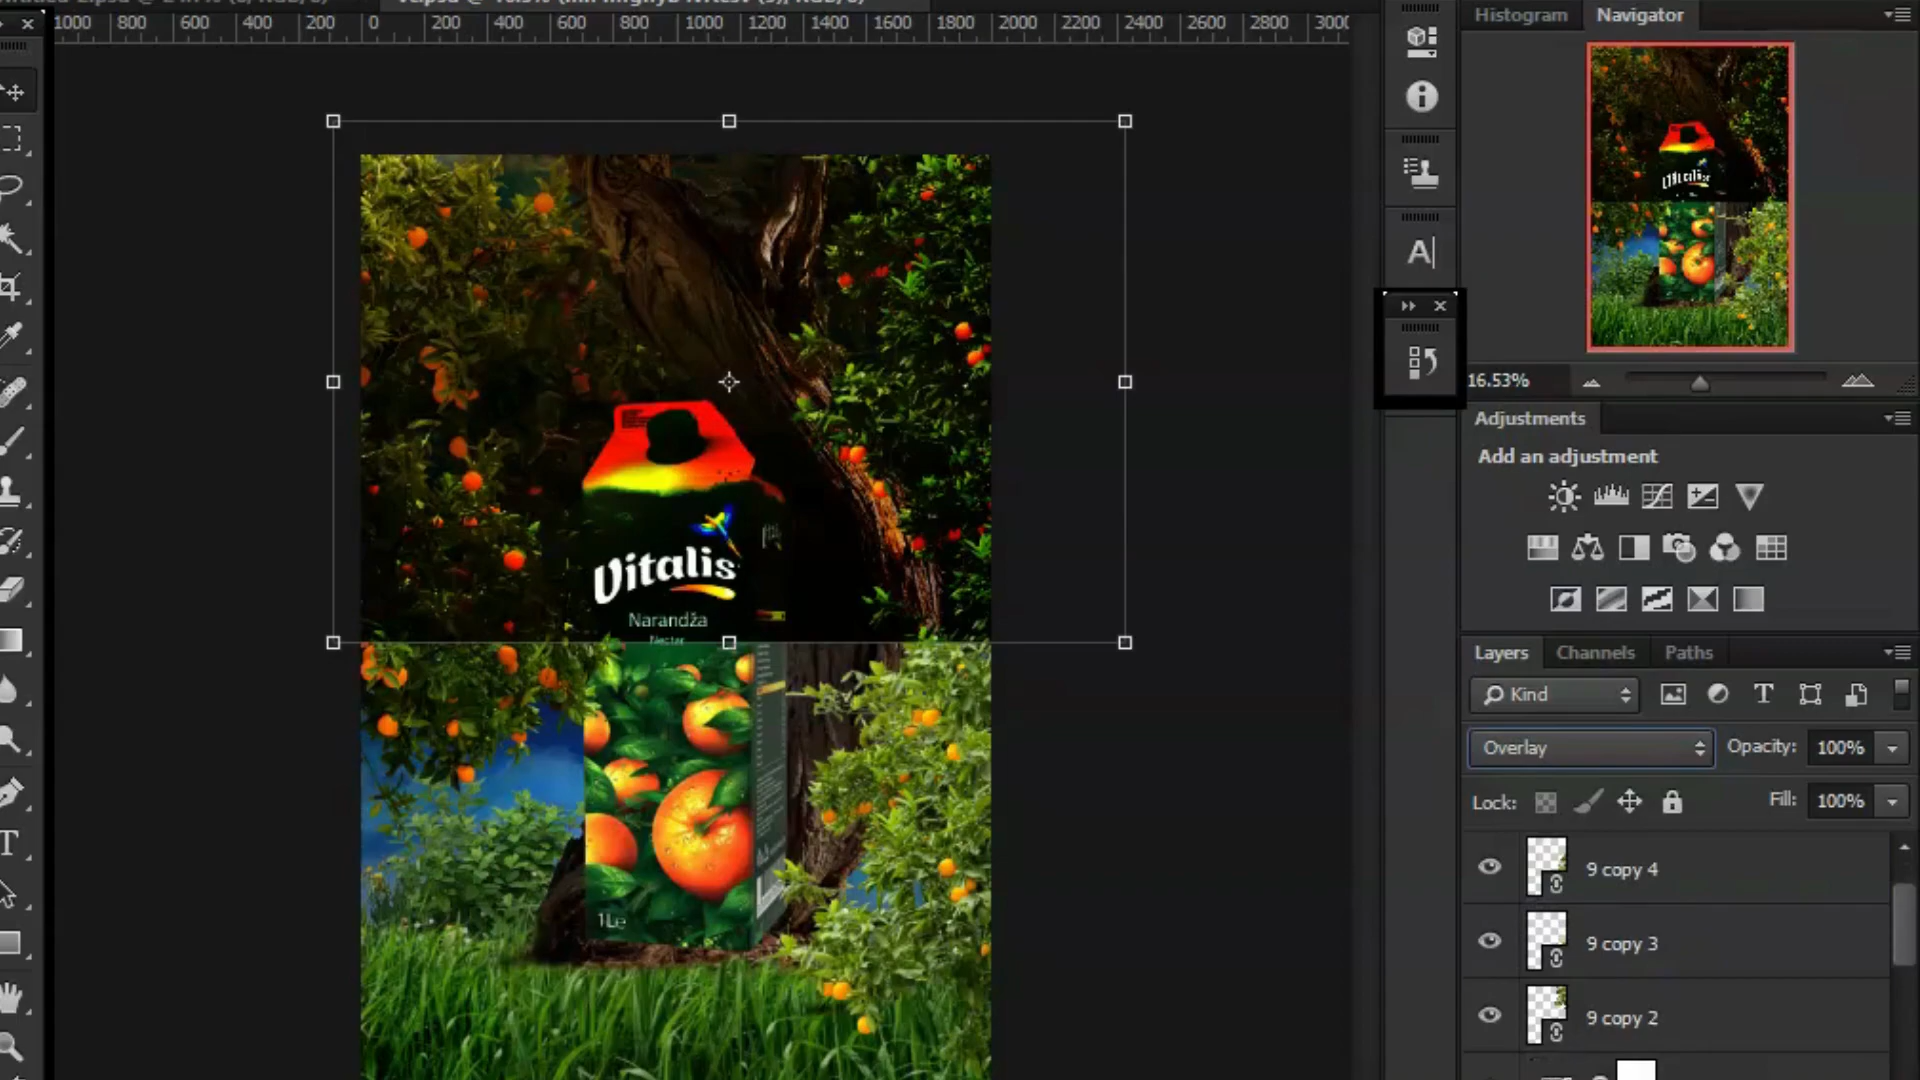 1000 800 600 400 200 0 200 400 600 800 1000 1200 1400 1600 1800 2000 2200 2400 2600 2800 3000
Histogram Navigator
16.53%
Adjustments
Add an adjustment
Layers Channels Paths
Kind
Overlay Opacity: 100%
Lock: Fill: 100%
9 copy 4
9 copy 3
9 copy 2
Vitalis
Narandža
Nectar
1Le